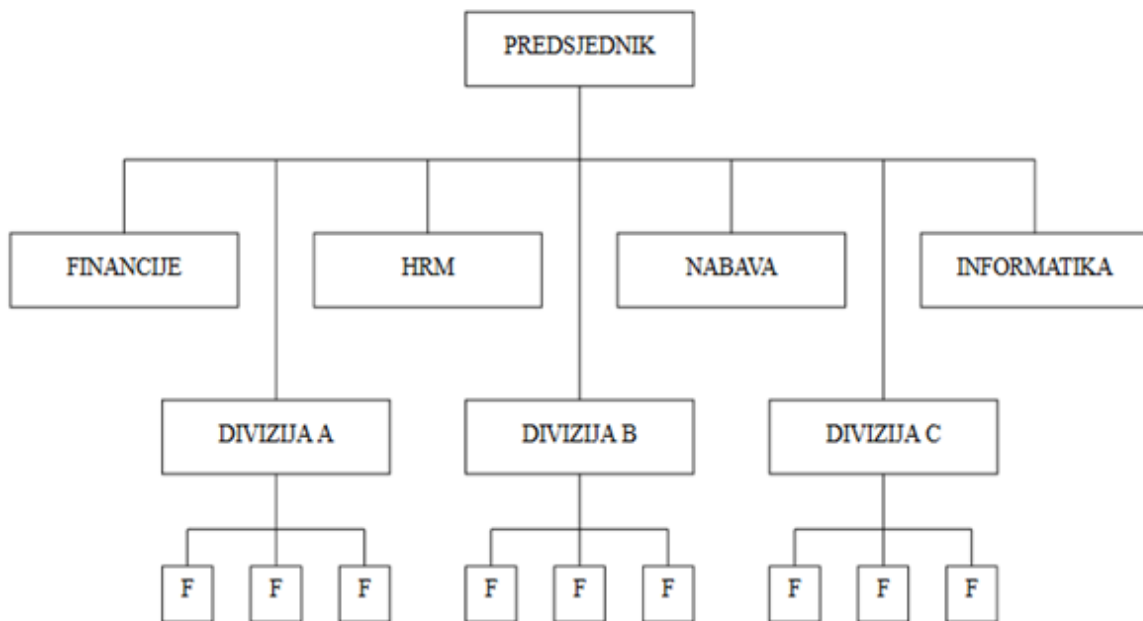 PREDSJEDNIK
FINANCIJE
HRM
NABAVA
INFORMATIKA
DIVIZIJA A
DIVIZIJA B
DIVIZIJA C
F
F
F
F
F
F
F
F
F